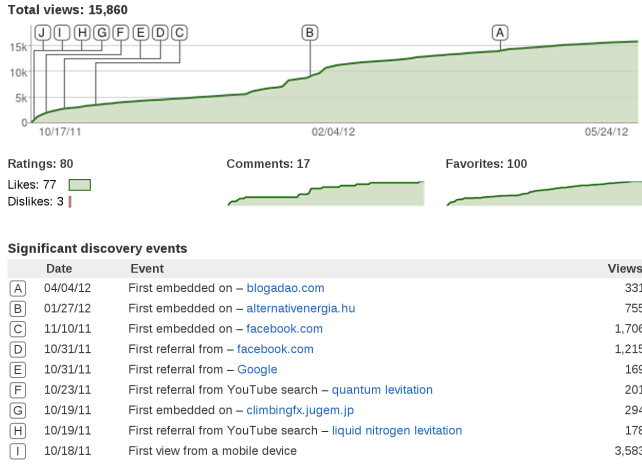 Total views: 15,860
J I H G F E D C B A
15k
10k
5k
0
10/17/11 02/04/12 05/24/12
Ratings: 80 Comments: 17 Favorites: 100
Likes: 77
Dislikes: 3
Significant discovery events
Date Event Views
A 04/04/12 First embedded on – blogadao.com 331
B 01/27/12 First embedded on – alternativenergia.hu 755
C 11/10/11 First embedded on – facebook.com 1,706
D 10/31/11 First referral from – facebook.com 1,215
E 10/31/11 First referral from – Google 169
F 10/23/11 First referral from YouTube search – quantum levitation 201
G 10/19/11 First embedded on – climbingfx.jugem.jp 294
H 10/19/11 First referral from YouTube search – liquid nitrogen levitation 178
I 10/18/11 First view from a mobile device 3,583